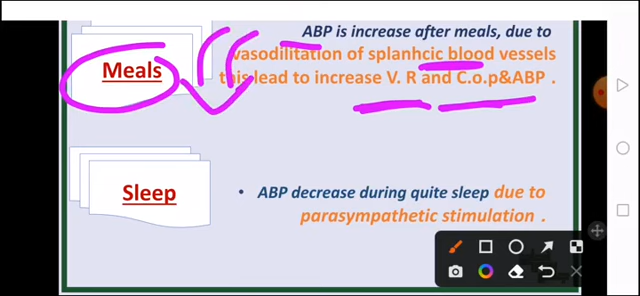 ABP is increase after meals, due to
vasodilitation of splanhcic blood vessels
this lead to increase V. R and C.o.p&ABP .
Meals
Sleep
• ABP decrease during quite sleep due to
parasympathetic stimulation .